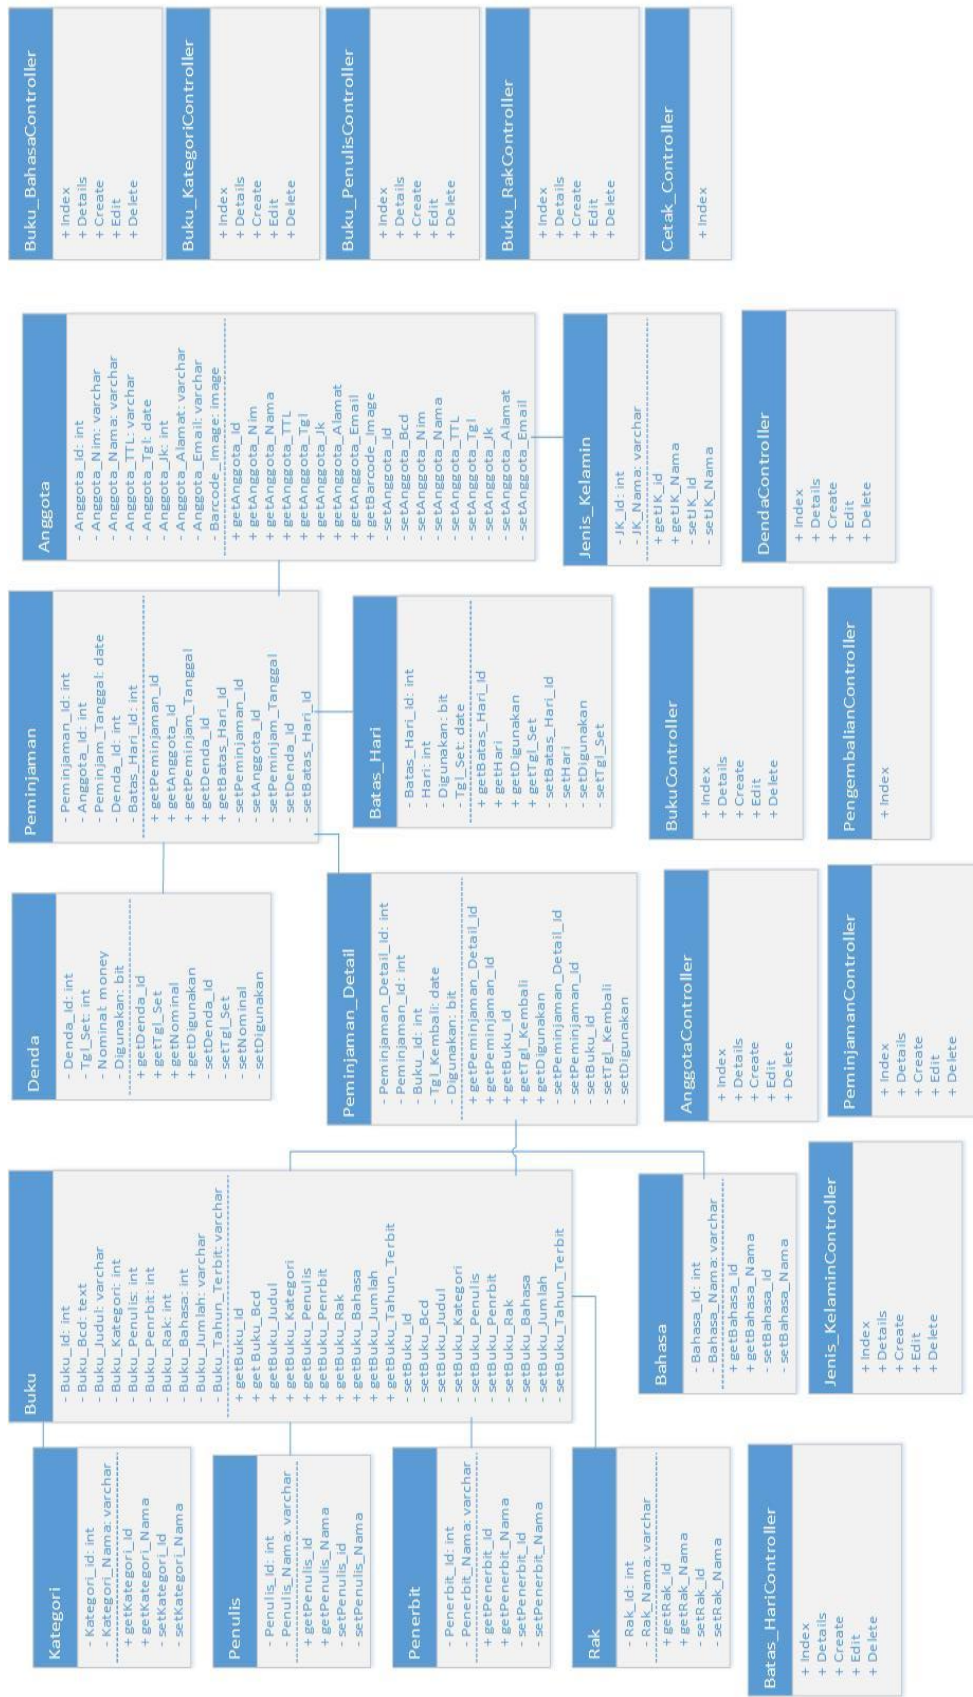 Kategori
- Kategori_id: int
- Kategori_Nama: varchar
+ getKategori_Id
+ getKategori_Nama
- setKategori_id
- setKategori_Nama
Penulis
- Penulis_Id: int
- Penulis_Nama: varchar
+ getPenulis_Id
+ getPenulis_Nama
- setPenulis_id
- setPenulis_Nama
Penerbit
- Penerbit_Id: int
- Penerbit_Nama: varchar
+ getPenerbit_Id
+ getPenerbit_Nama
- setPenerbit_Id
- setPenerbit_Nama
Rak
- Rak_Id: int
- Rak_Nama: varchar
+ getRak_Id
+ getRak_Nama
- setRak_Id
- setRak_Nama
Batas_HariController
+ Index
+ Details
+ Create
+ Edit
+ Delete
Buku
- Buku_Id: int
- Buku_Bcd: text
- Buku_Judur: varchar
- Buku_Kategori: int
- Buku_Penulis: int
- Buku_Penrbit: int
- Buku_Rak: int
- Buku_Bahasa: int
- Buku_Jumlah: varchar
- Buku_Tahun_Terbit: varchar
+ getBuku_Id
+ get Buku_Bcd
+ getBuku_Judul
+ getBuku_Kategori
+ getBuku_Penulis
+ getBuku_Penrbit
+ getBuku_Rak
+ getBuku_Bahasa
+ getBuku_Jumlah
+ getBuku_Tahun_Terbit
- setBuku_Id
- setBuku_Bcd
- setBuku_Judul
- setBuku_Kategori
- setBuku_Penulis
- setBuku_Penrbit
- setBuku_Rak
- setBuku_Bahasa
- setBuku_Jumlah
- setBuku_Tahun_Terbit
Bahasa
- Bahasa_Id: int
- Bahasa_Nama: varchar
+ getBahasa_Id
+ getBahasa_Nama
- setBahasa_Id
- setBahasa_Nama
Jenis_KelaminController
+ Index
+ Details
+ Create
+ Edit
+ Delete
Denda
- Denda_Id: int
- Tgl_Set: int
- Nominat money
- Digunakan: bit
+ getDenda_Id
+ getTgl_Set
+ getNominal
+ getDigunakan
- setDenda_Id
- setTgl_Set
- setNominal
- setDigunakan
Peminjaman_Detail
- Peminjaman_Detail_Id: int
- Peminjaman_Id: int
- Buku_Id: int
- Tgl_Kembali: date
- Digunakan: bit
+ getPeminjaman_Detail_Id
+ getPeminjaman_Id
+ getBuku_Id
+ getTgl_Kembali
+ getDigunakan
- setPeminjaman_Detail_Id
- setPeminjaman_id
- setBuku_Id
- setTgl_Kembali
- setDigunakan
AnggotaController
+ Index
+ Details
+ Create
+ Edit
+ Delete
PeminjamanController
+ Index
+ Details
+ Create
+ Edit
+ Delete
Peminjaman
- Peminjaman_Id: int
- Anggota_Id: int
- Peminjam_Tanggal: date
- Denda_Id: int
- Batas_Hari_Id: int
+ getPeminjaman_Id
+ getAnggota_Id
+ getPeminjam_Tanggal
+ getDenda_Id
+ getBatas_Hari_Id
- setPeminjaman_Id
- setAnggota_Id
- setPeminjam_Tanggal
- setDenda_Id
- setBatas_Hari_Id
Batas_Hari
- Batas_Hari_Id: int
- Hari: int
- Digunakan: bit
- Tgl_Set: date
+ getBatas_Hari_Id
+ getHari
+ getDigunakan
+ getTgl_Set
- setBatas_Hari_Id
- setHari
- setDigunakan
- setTgl_Set
BukuController
+ Index
+ Details
+ Create
+ Edit
+ Delete
PengembalianController
+ Index
Anggota
- Anggota_Id: int
- Anggota_Nim: varchar
- Anggota_Nama: varchar
- Anggota_TTL: varchar
- Anggota_Tgl: date
- Anggota_Jk: int
- Anggota_Alamat: varchar
- Anggota_Email: varchar
- Barcode_Image: image
+ getAnggota_Id
+ getAnggota_Nim
+ getAnggota_Nama
+ getAnggota_TTL
+ getAnggota_Tgl
+ getAnggota_Jk
+ getAnggota_Alamat
+ getAnggota_Email
+ getBarcode_Image
- setAnggota_Id
- setAnggota_Bcd
- setAnggota_Nim
- setAnggota_Nama
- setAnggota_TTL
- setAnggota_Tgl
- setAnggota_Jk
- setAnggota_Alamat
- setAnggota_Email
Jenis_Kelamin
- JK_Id: int
- JK_Nama: varchar
+ getJK_id
+ getJK_Nama
- setJK_id
- setJK_Nama
DendaController
+ Index
+ Details
+ Create
+ Edit
+ Delete
Buku_BahasaController
+ Index
+ Details
+ Create
+ Edit
+ Delete
Buku_KategoriController
+ Index
+ Details
+ Create
+ Edit
+ Delete
Buku_PenulisController
+ Index
+ Details
+ Create
+ Edit
+ Delete
Buku_RakController
+ Index
+ Details
+ Create
+ Edit
+ Delete
Cetak_Controller
+ Index